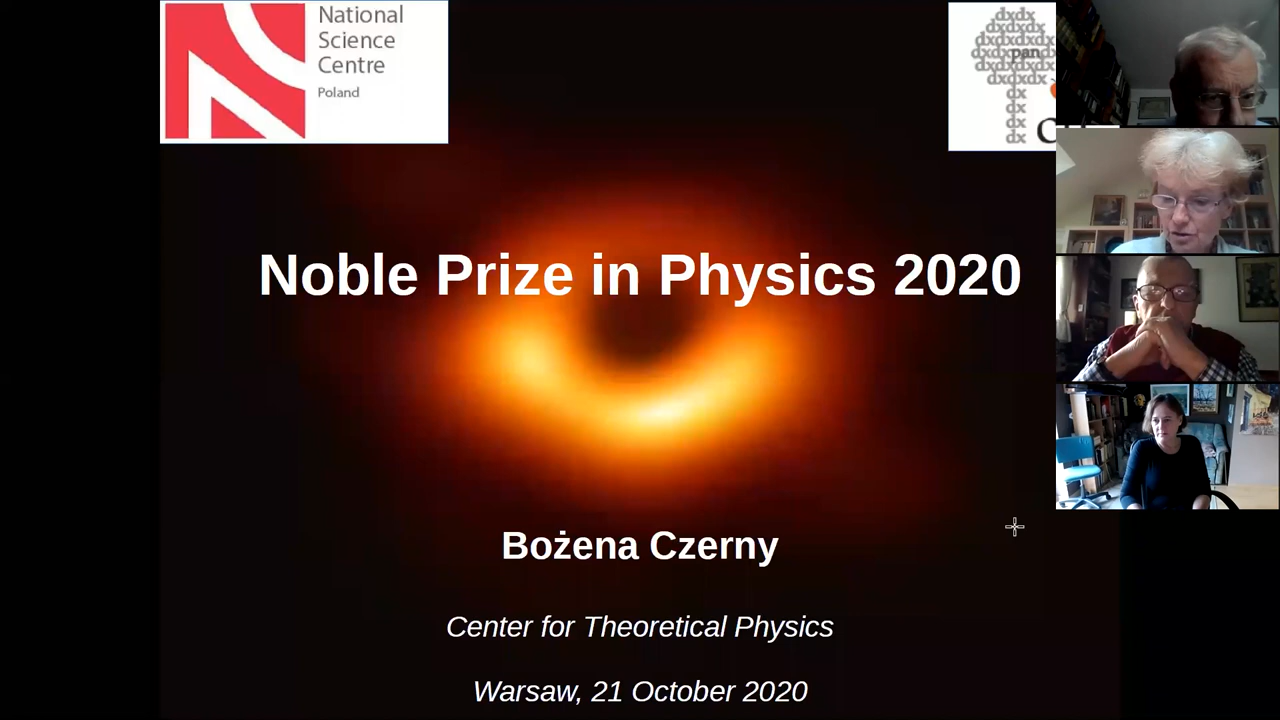 National
Science
Centre
Poland
dxdx
dxdxdx
dxdxdxdx
pan
dxdxdxdx
dxdxdx
dx
dx
dx
dx
Noble Prize in Physics 2020
Bożena Czerny
Center for Theoretical Physics
Warsaw, 21 October 2020